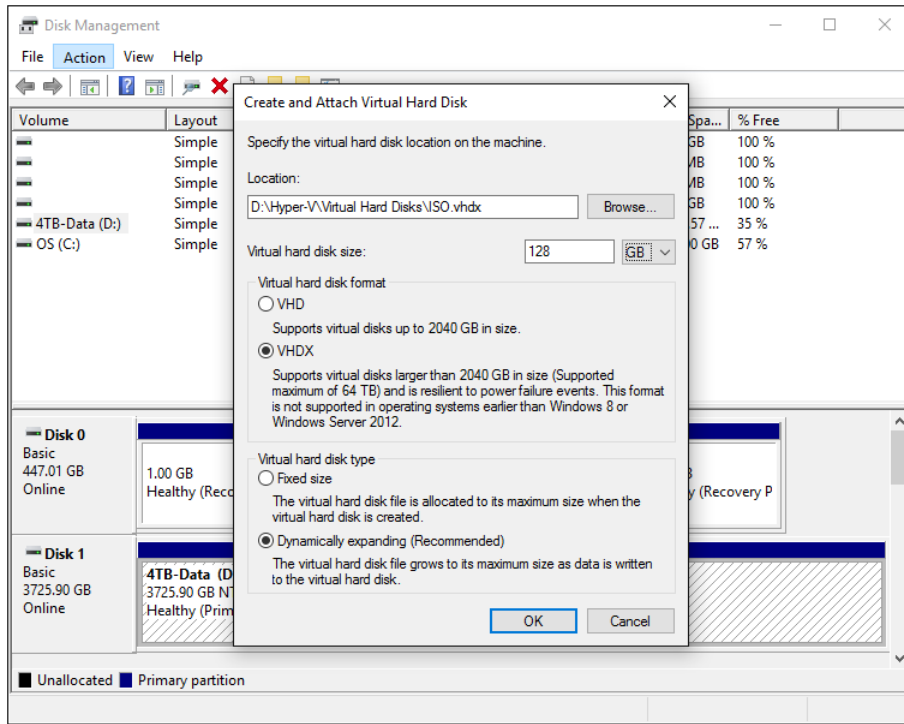 Disk Management
File Action View Help
Volume Layout Spa... % Free
Simple GB 100 %
Simple MB 100 %
Simple MB 100 %
Simple GB 100 %
4TB-Data (D:) Simple .57 ... 35 %
OS (C:) Simple 0 GB 57 %
Create and Attach Virtual Hard Disk
Specify the virtual hard disk location on the machine.
Location:
D:\Hyper-V\Virtual Hard Disks\ISO.vhdx Browse...
Virtual hard disk size: 128 GB
Virtual hard disk format
VHD
Supports virtual disks up to 2040 GB in size.
VHDX
Supports virtual disks larger than 2040 GB in size (Supported
maximum of 64 TB) and is resilient to power failure events. This format
is not supported in operating systems earlier than Windows 8 or
Windows Server 2012.
Virtual hard disk type
Fixed size
The virtual hard disk file is allocated to its maximum size when the
virtual hard disk is created.
Dynamically expanding (Recommended)
The virtual hard disk file grows to its maximum size as data is written
to the virtual hard disk.
OK Cancel
Disk 0
Basic
447.01 GB
Online
1.00 GB
Healthy (Reco
y (Recovery P
Disk 1
Basic
3725.90 GB
Online
4TB-Data (D
3725.90 GB NT
Healthy (Prim
Unallocated Primary partition